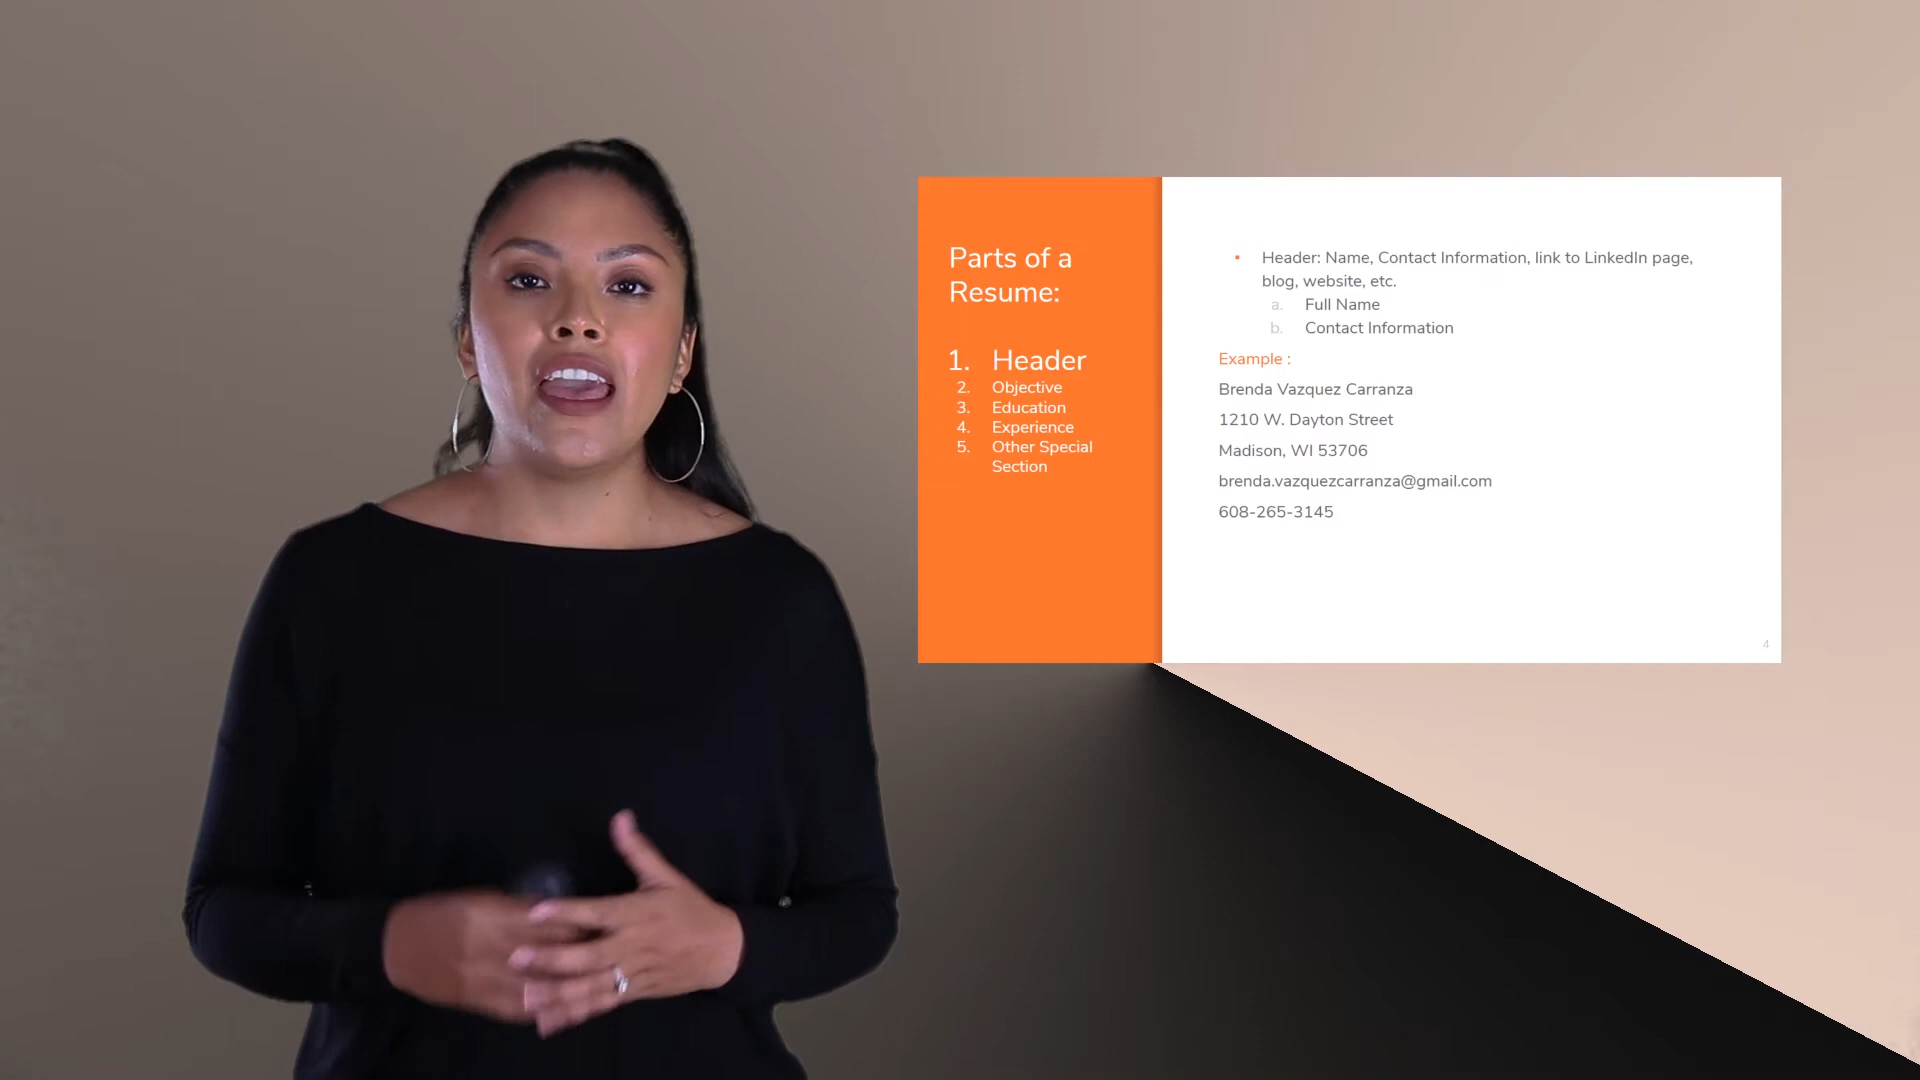 Parts of a
Resume:
1. Header
2. Objective
3. Education
4. Experience
5. Other Special
Section
▪ Header: Name, Contact Information, link to LinkedIn page,
blog, website, etc.
a. Full Name
b. Contact Information
Example :
Brenda Vazquez Carranza
1210 W. Dayton Street
Madison, WI 53706
brenda.vazquezcarranza@gmail.com
608-265-3145
4